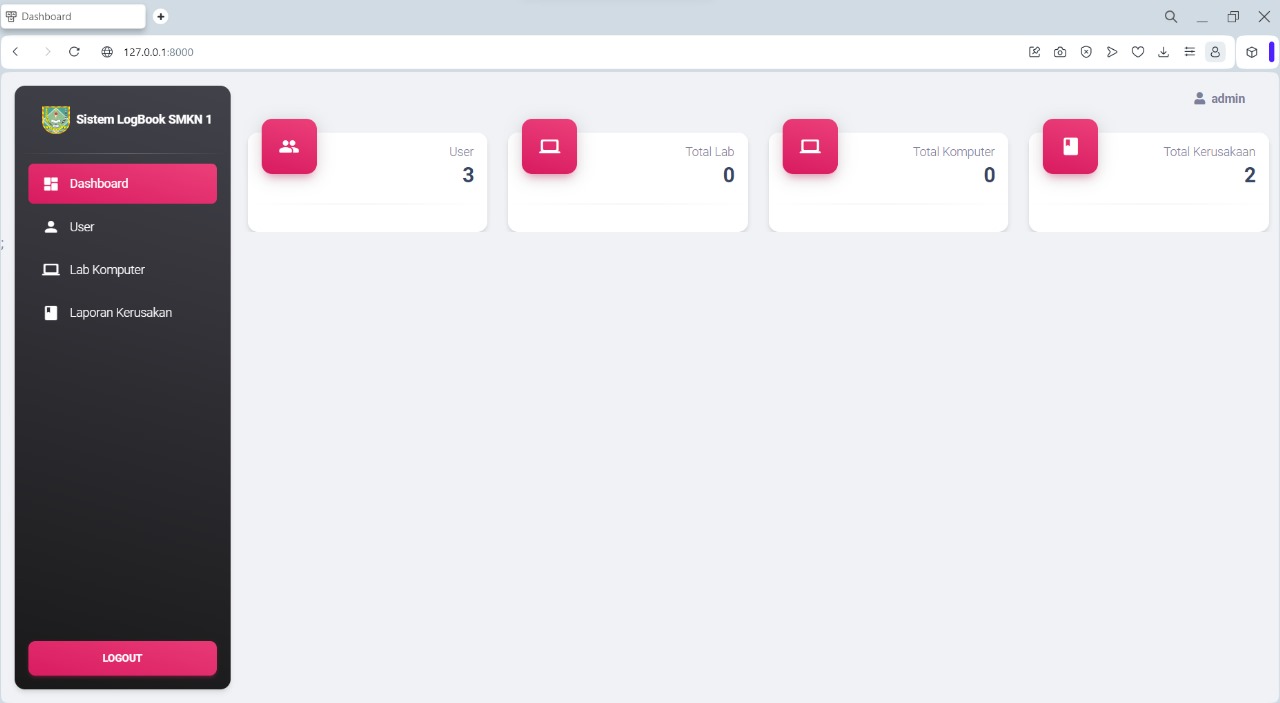 Dashboard
127.0.0.1:8000
Sistem LogBook SMKN 1
Dashboard
User
Lab Komputer
Laporan Kerusakan
LOGOUT
;
admin
User
3
Total Lab
0
Total Komputer
0
Total Kerusakaan
2